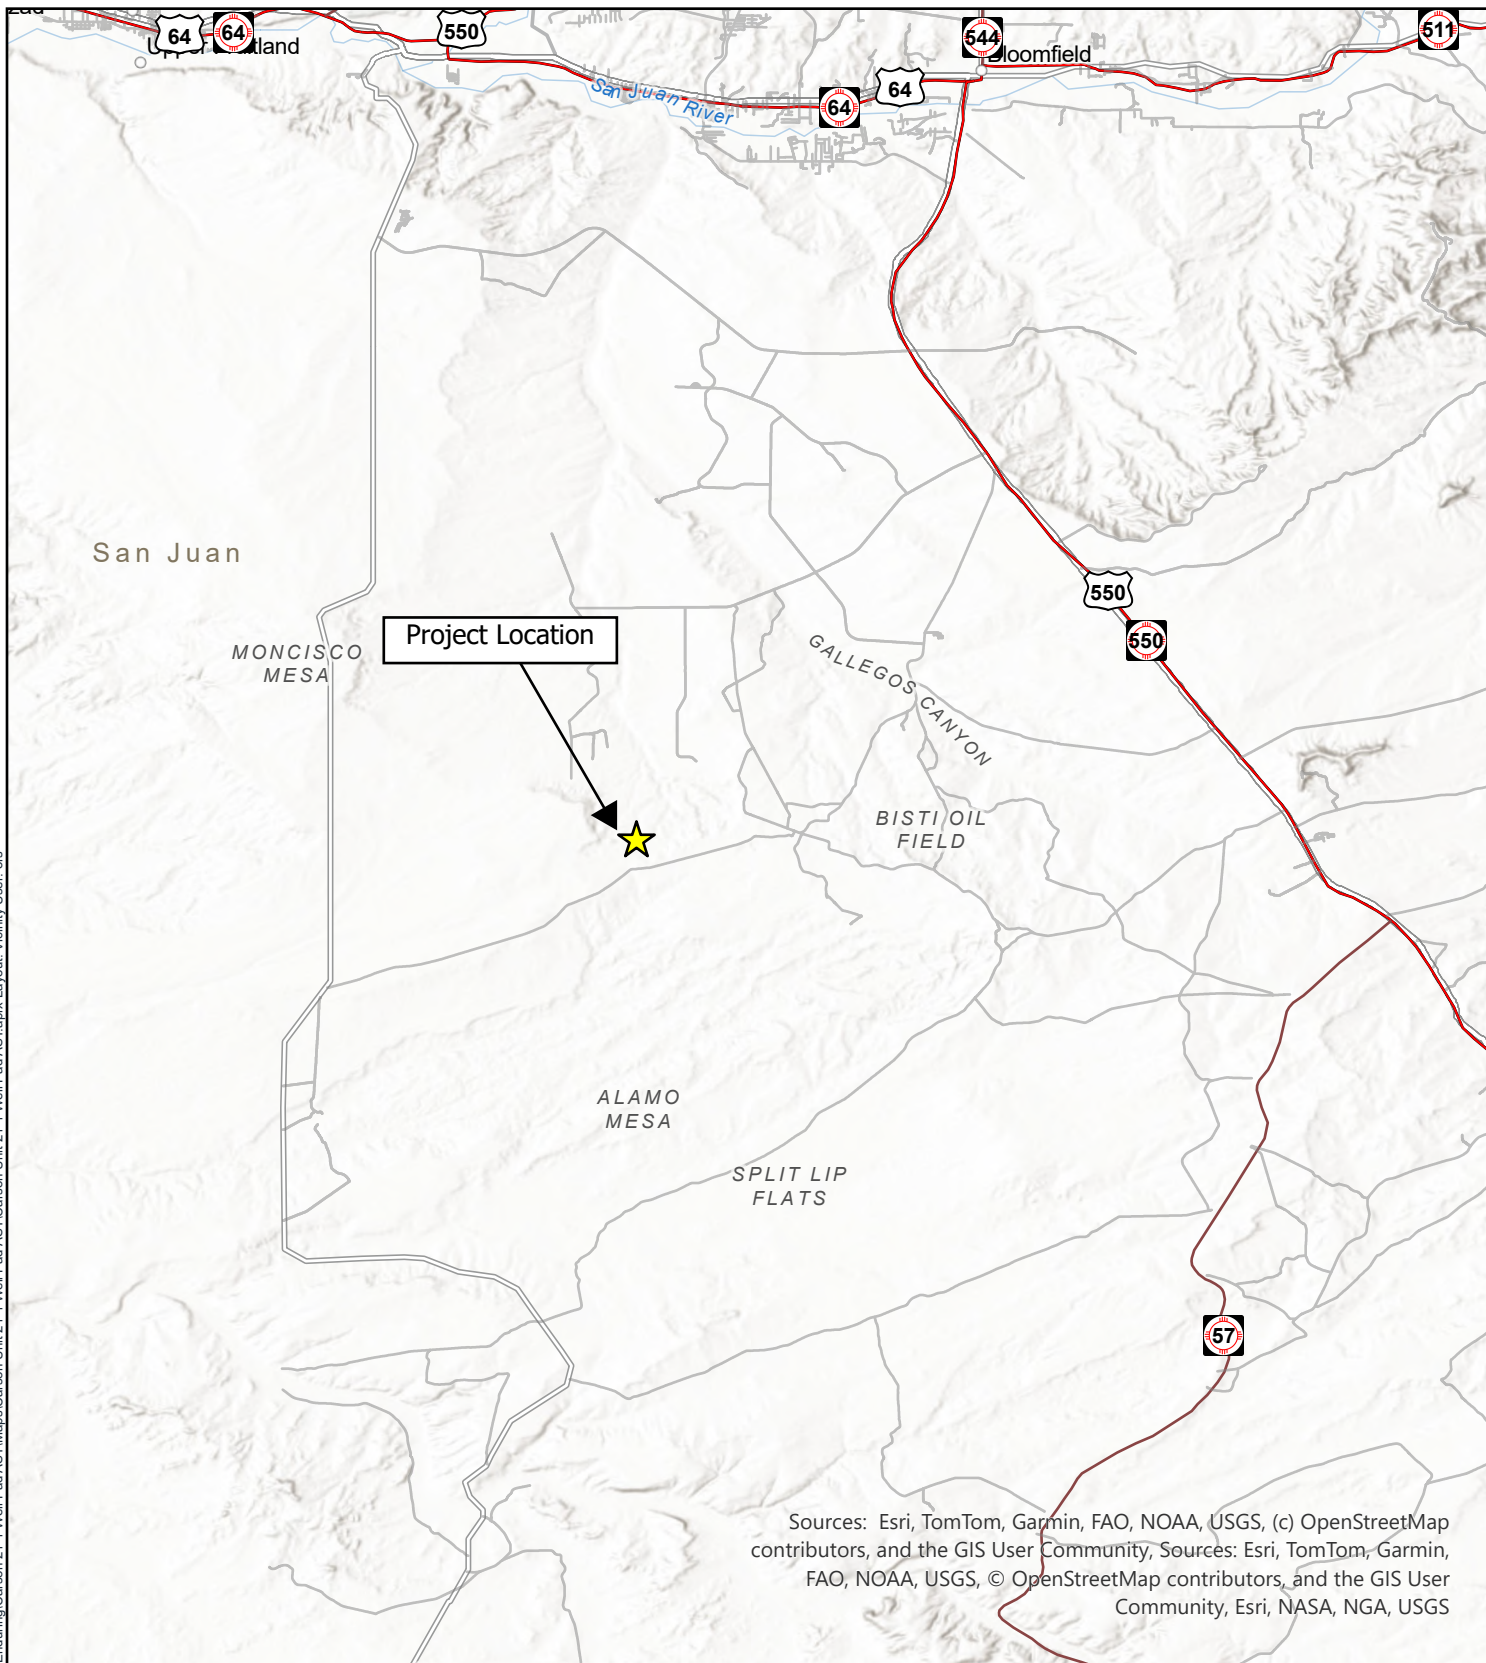 64
64
550
544
511
Bloomfield
San Juan River
64
64
San Juan
550
550
Project Location
MONCISCO
MESA
GALLEGOS CANYON
BISTI OIL
FIELD
ALAMO
MESA
SPLIT LIP
FLATS
57
Sources: Esri, TomTom, Garmin, FAO, NOAA, USGS, (c) OpenStreetMap
contributors, and the GIS User Community, Sources: Esri, TomTom, Garmin,
FAO, NOAA, USGS, © OpenStreetMap contributors, and the GIS User
Community, Esri, NASA, NGA, USGS